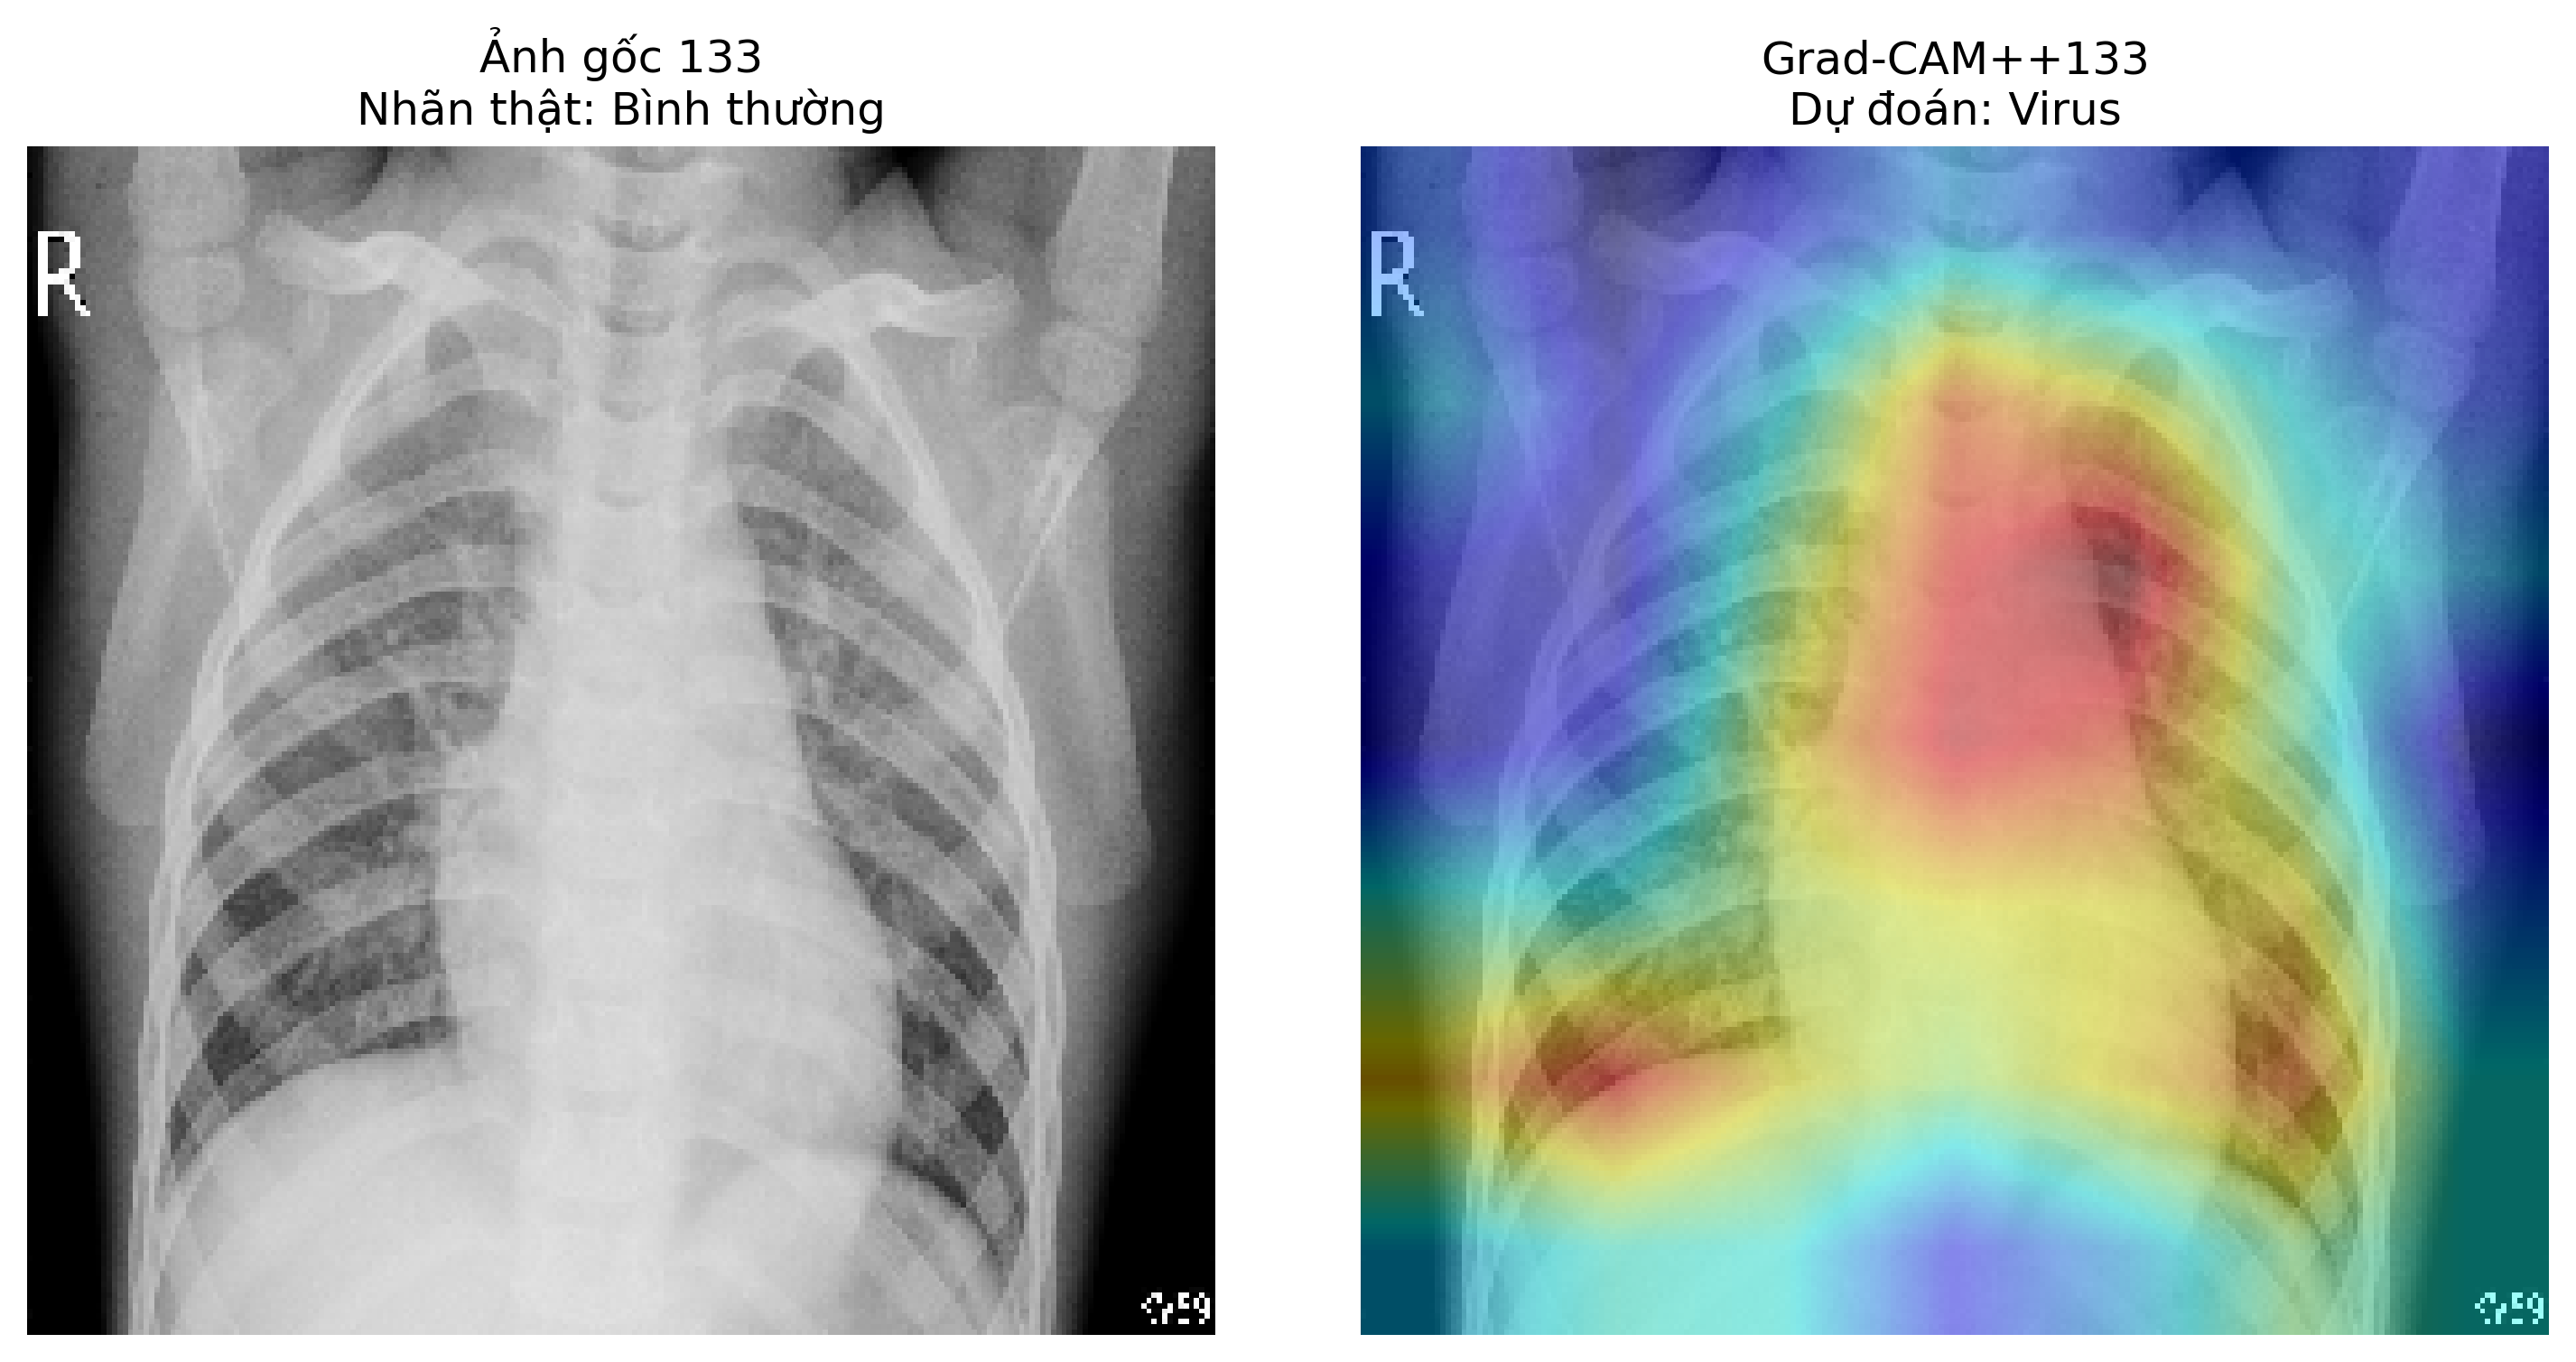 Ảnh gốc 133
Nhãn thật: Bình thường
Grad-CAM++133
Dự đoán: Virus
R
R